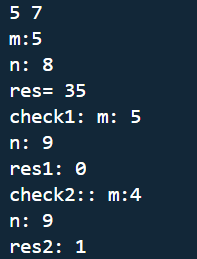 5 7
m:5
n: 8
res= 35
check1: m: 5
n: 9
res1: 0
check2:: m:4
n: 9
res2: 1